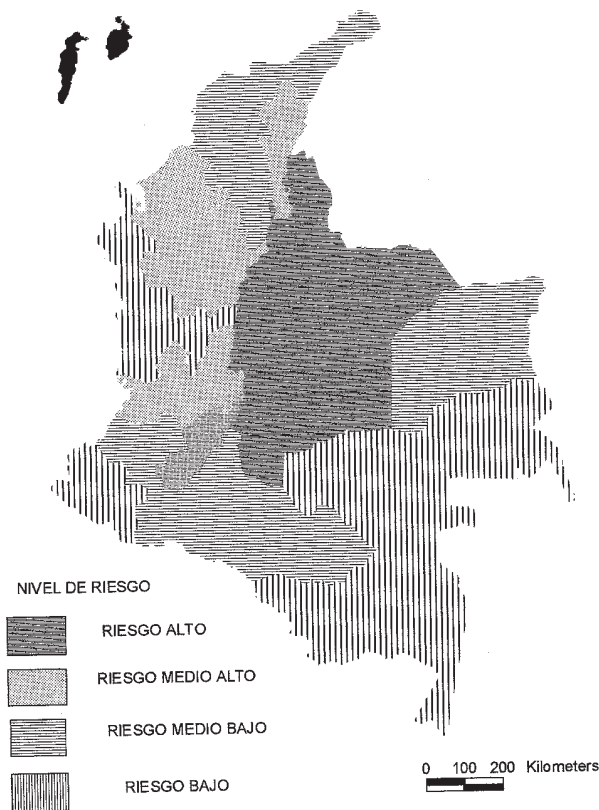 NIVEL DE RIESGO
RIESGO ALTO
RIESGO MEDIO ALTO
RIESGO MEDIO BAJO
RIESGO BAJO
0 100 200 Kilometers